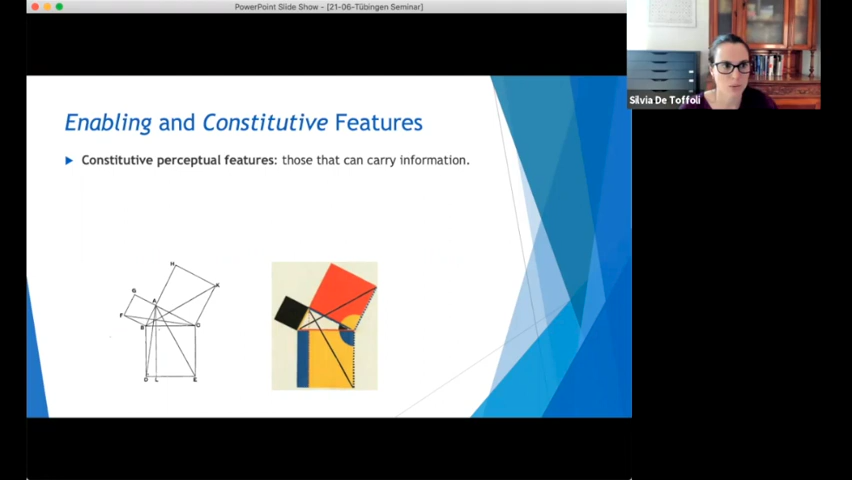 PowerPoint Slide Show - [21-06-Tübingen Seminar]
Silvia De Toffoli
Enabling and Constitutive Features
Constitutive perceptual features: those that can carry information.
H
G
K
A
F
B C
D L E